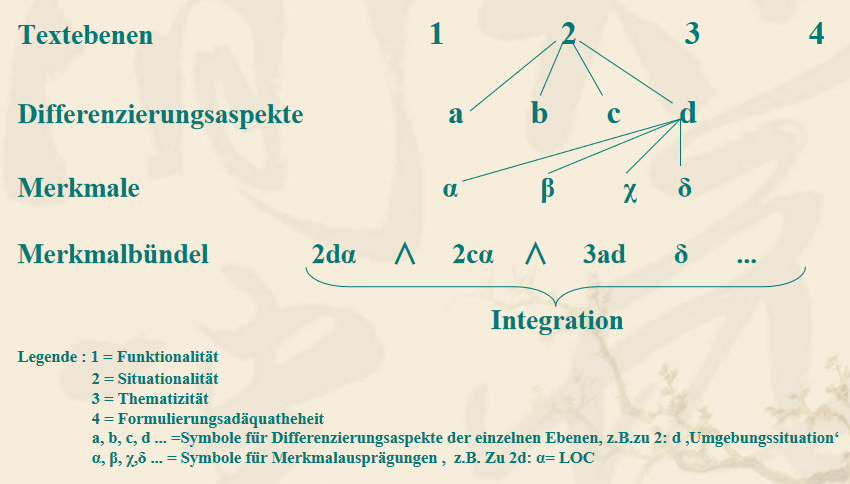 Textebenen 1 2 3 4
Differenzierungsaspekte a b c d
Merkmale α β χ δ
Merkmalbündel 2dα ∧ 2cα ∧ 3ad δ ...
Integration
Legende : 1 = Funktionalität
2 = Situationalität
3 = Thematizität
4 = Formulierungsadäquatheheit
a, b, c, d ... =Symbole für Differenzierungsaspekte der einzelnen Ebenen, z.B.zu 2: d ‚Umgebungssituation‘
α, β, χ,δ ... = Symbole für Merkmalausprägungen , z.B. Zu 2d: α= LOC